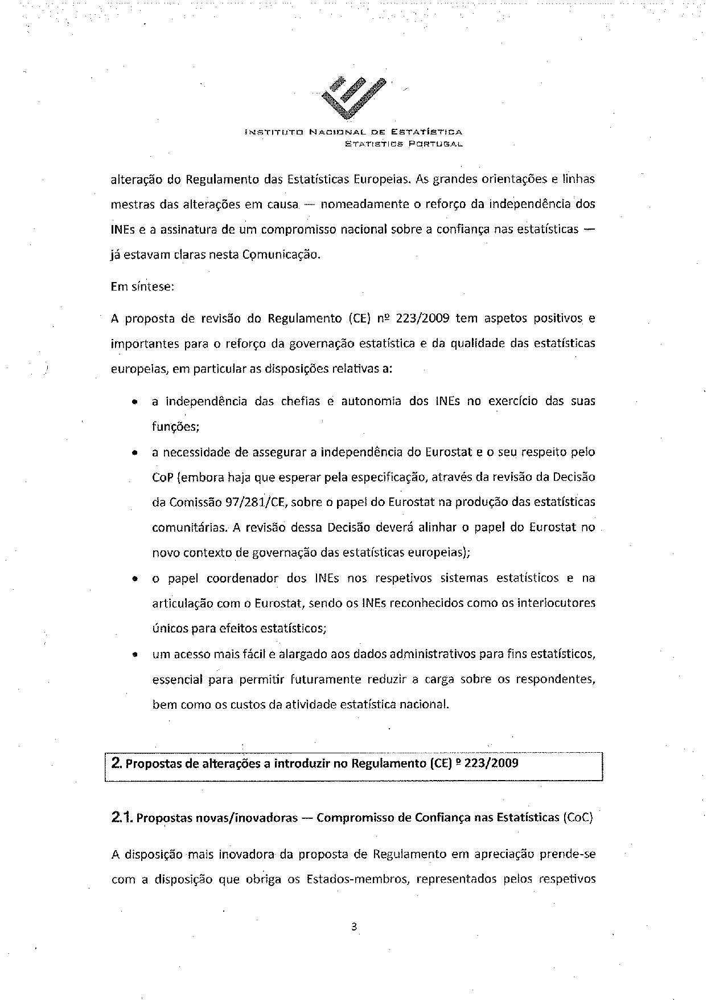 INSTITUTO NACIONAL DE ESTATÍSTICA
STATISTICS PORTUGAL
alteração do Regulamento das Estatísticas Europeias. As grandes orientações e linhas
mestras das alterações em causa — nomeadamente o reforço da independência dos
INEs e a assinatura de um compromisso nacional sobre a confiança nas estatísticas —
já estavam claras nesta Comunicação.
Em síntese:
A proposta de revisão do Regulamento (CE) nº 223/2009 tem aspetos positivos e
importantes para o reforço da governação estatística e da qualidade das estatísticas
europeias, em particular as disposições relativas a:
• a independência das chefias e autonomia dos INEs no exercício das suas
funções;
• a necessidade de assegurar a independência do Eurostat e o seu respeito pelo
CoP (embora haja que esperar pela especificação, através da revisão da Decisão
da Comissão 97/281/CE, sobre o papel do Eurostat na produção das estatísticas
comunitárias. A revisão dessa Decisão deverá alinhar o papel do Eurostat no
novo contexto de governação das estatísticas europeias);
• o papel coordenador dos INEs nos respetivos sistemas estatísticos e na
articulação com o Eurostat, sendo os INEs reconhecidos como os interlocutores
únicos para efeitos estatísticos;
• um acesso mais fácil e alargado aos dados administrativos para fins estatísticos,
essencial para permitir futuramente reduzir a carga sobre os respondentes,
bem como os custos da atividade estatística nacional.
2. Propostas de alterações a introduzir no Regulamento (CE) º 223/2009
2.1. Propostas novas/inovadoras — Compromisso de Confiança nas Estatísticas (CoC)
A disposição mais inovadora da proposta de Regulamento em apreciação prende-se
com a disposição que obriga os Estados-membros, representados pelos respetivos
3